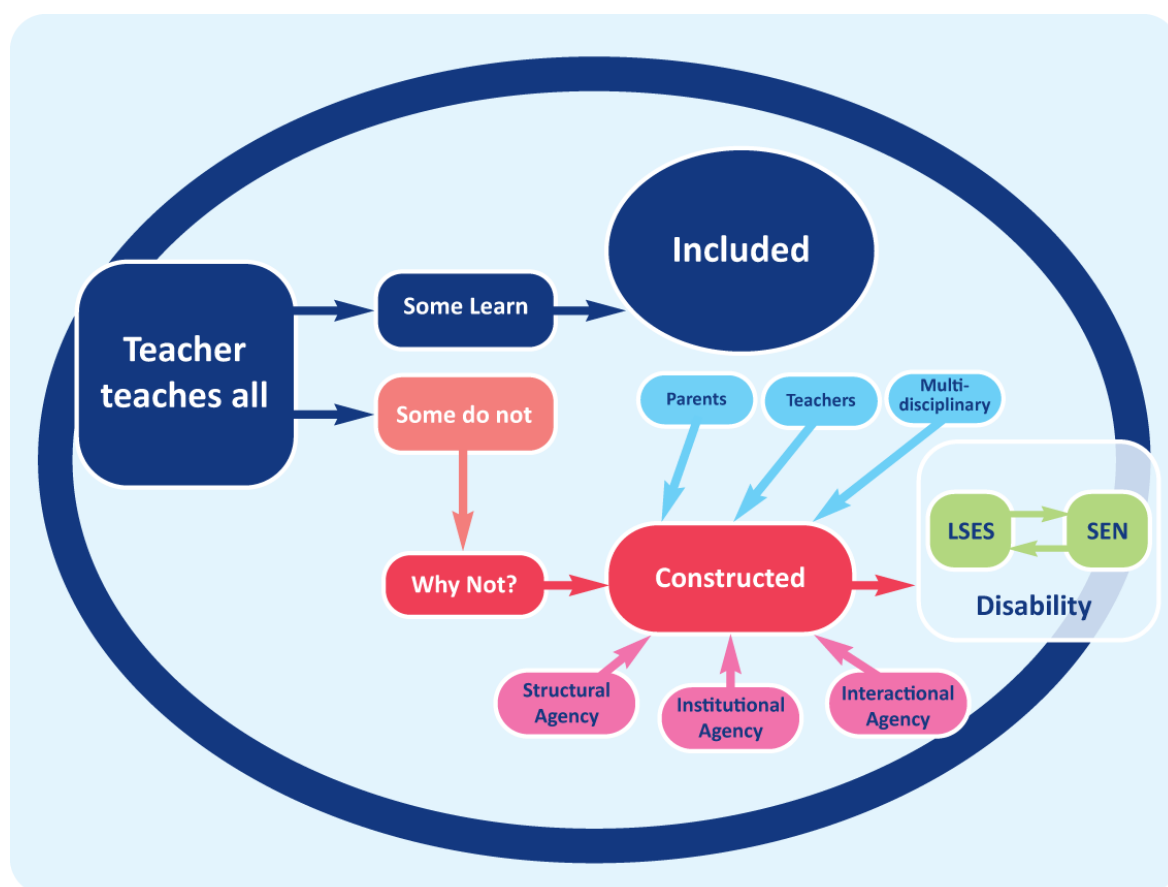 Included
Some Learn
Teacher
teaches all
Some do not
Parents
Teachers
Multi-
disciplinary
LSES
SEN
Disability
Why Not?
Constructed
Structural
Agency
Institutional
Agency
Interactional
Agency